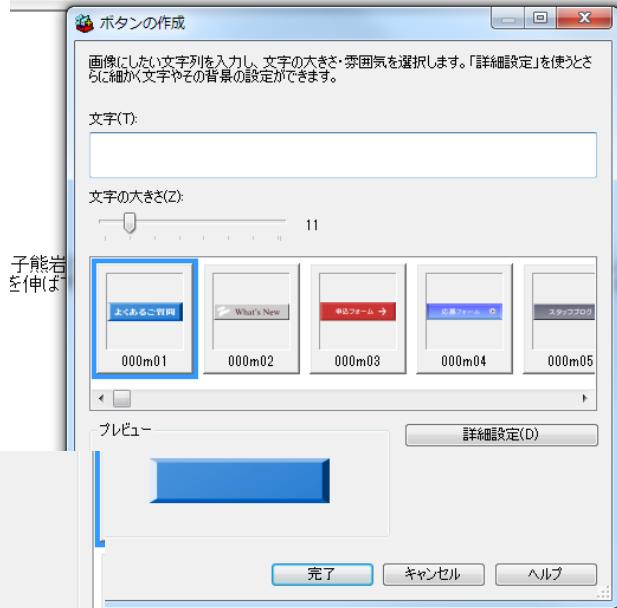 ボタンの作成
画像にしたい文字列を入力し、文字の大きさ・雰囲気を選択します。「詳細設定」を使うとさ
らに細かく文字やその背景の設定ができます。
文字(T):
文字の大きさ(Z):
11
子熊岩
を伸ば
よくあるご質問
What's New
申込フォーム →
応募フォーム
スタッフブログ
000m01
000m02
000m03
000m04
000m05
プレビュー
詳細設定(D)
完了
キャンセル
ヘルプ